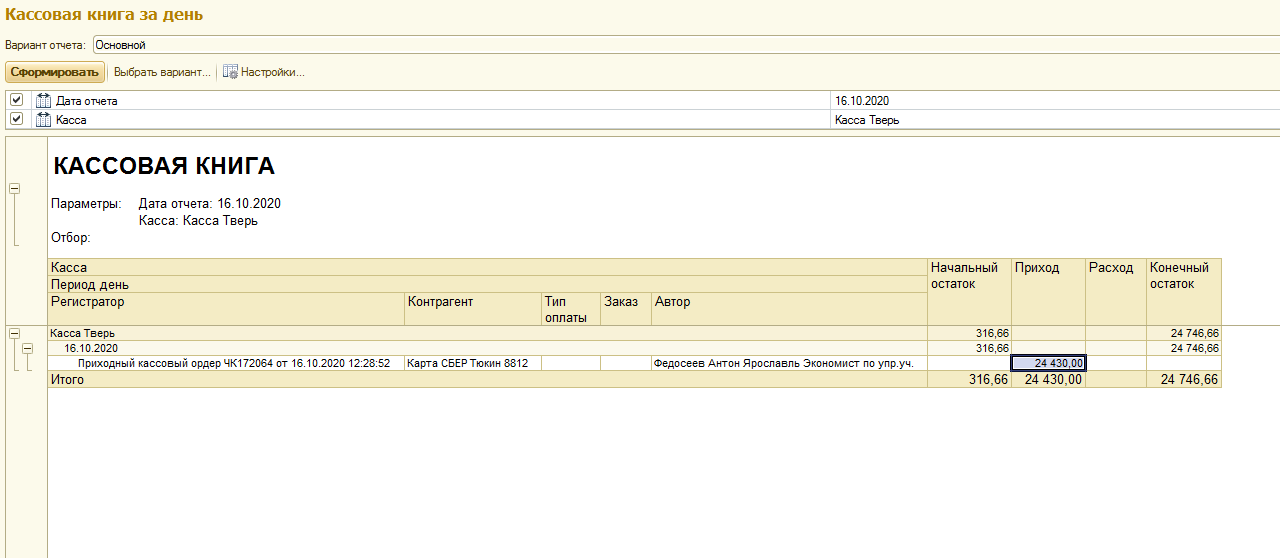 Кассовая книга за день
Вариант отчета: Основной
Сформировать Выбрать вариант... Настройки...
Дата отчета 16.10.2020
Касса Касса Тверь
КАССОВАЯ КНИГА
Параметры: Дата отчета: 16.10.2020
Касса: Касса Тверь
Отбор:
Касса Начальный остаток Приход Расход Конечный остаток
Период день
Регистратор Контрагент Тип оплаты Заказ Автор
Касса Тверь 316,66 24 746,66
16.10.2020 316,66 24 746,66
Приходный кассовый ордер ЧК172064 от 16.10.2020 12:28:52 Карта СБЕР Тюкин 8812 Федосеев Антон Ярославль Экономист по упр.уч. 24 430,00
Итого 316,66 24 430,00 24 746,66